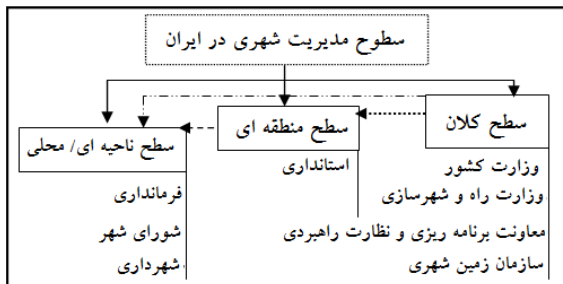 سطوح مدیریت شهری در ایران
سطح کلان
وزارت کشور
وزارت راه و شهرسازی
معاونت برنامه ریزی و نظارت راهبردی
سازمان زمین شهری
سطح منطقه ای
استانداری
سطح ناحیه ای/ محلی
فرمانداری
شورای شهر
شهرداری